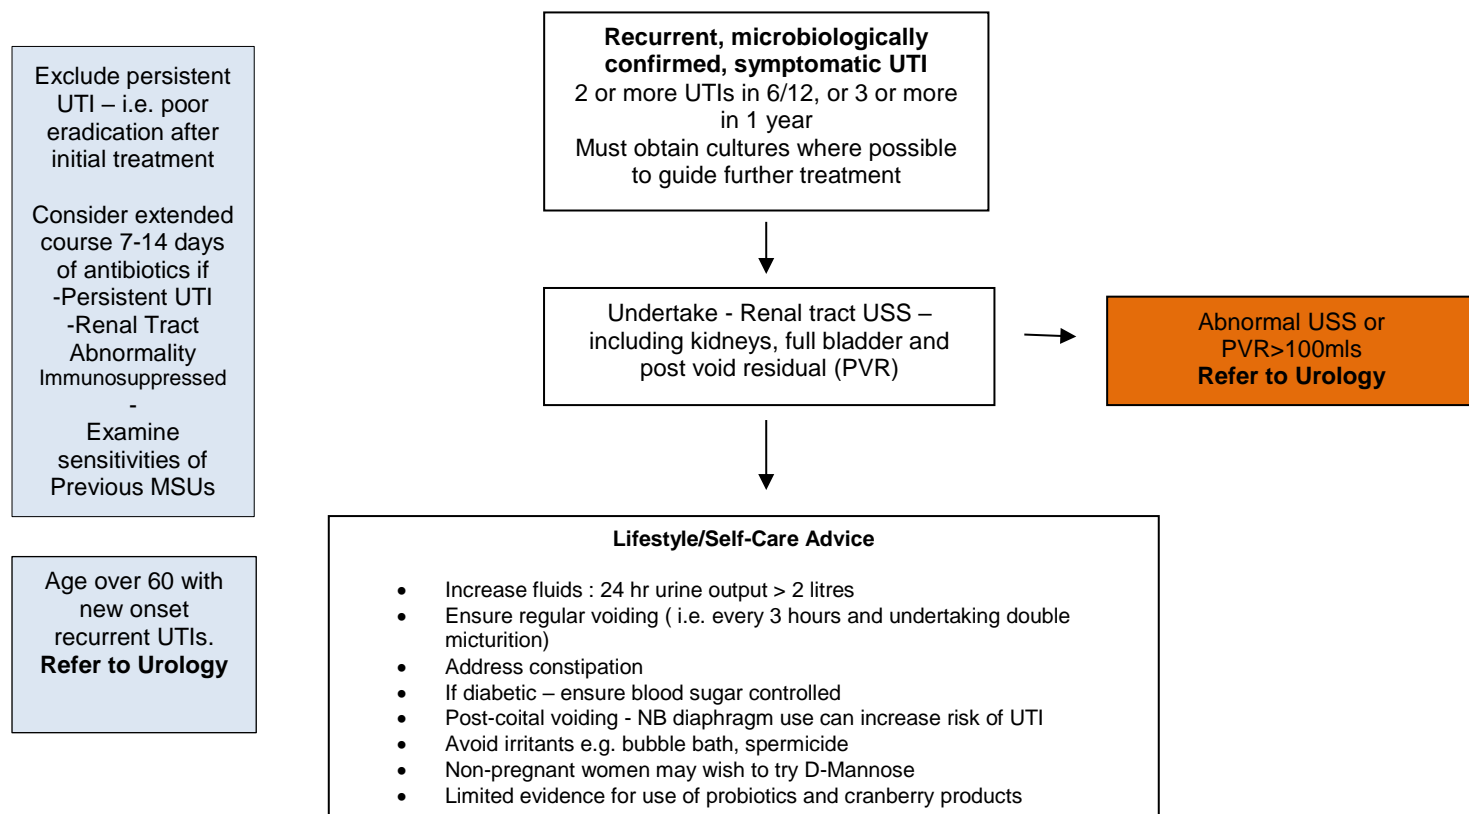 Exclude persistent
UTI – i.e. poor
eradication after
initial treatment
Consider extended
course 7-14 days
of antibiotics if
-Persistent UTI
-Renal Tract
Abnormality
Immunosuppressed
-
Examine
sensitivities of
Previous MSUs
Age over 60 with
new onset
recurrent UTIs.
Refer to Urology
Recurrent, microbiologically
confirmed, symptomatic UTI
2 or more UTIs in 6/12, or 3 or more
in 1 year
Must obtain cultures where possible
to guide further treatment
Undertake - Renal tract USS –
including kidneys, full bladder and
post void residual (PVR)
Abnormal USS or
PVR>100mls
Refer to Urology
Lifestyle/Self-Care Advice
• Increase fluids : 24 hr urine output > 2 litres
• Ensure regular voiding ( i.e. every 3 hours and undertaking double
micturition)
• Address constipation
• If diabetic – ensure blood sugar controlled
• Post-coital voiding - NB diaphragm use can increase risk of UTI
• Avoid irritants e.g. bubble bath, spermicide
• Non-pregnant women may wish to try D-Mannose
• Limited evidence for use of probiotics and cranberry products